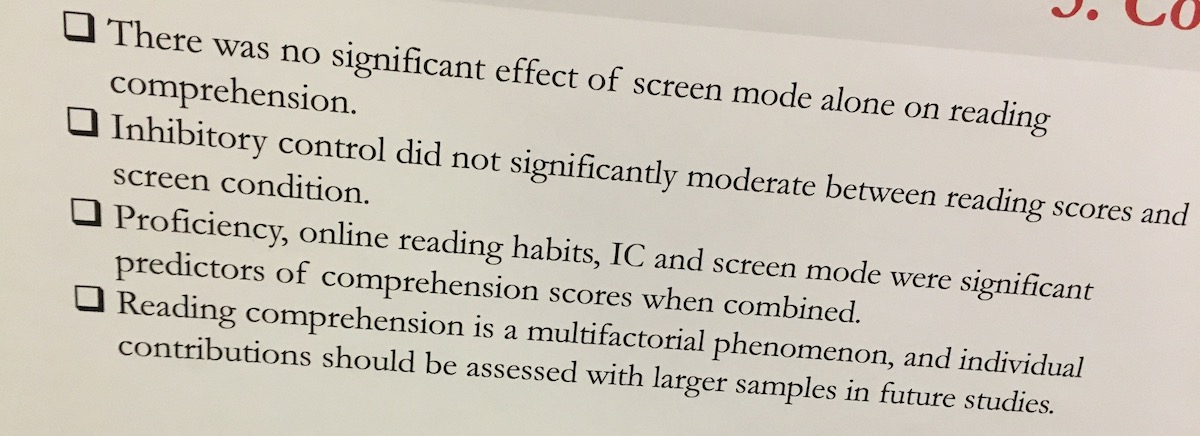 5. Co
❑ There was no significant effect of screen mode alone on reading
comprehension.
❑ Inhibitory control did not significantly moderate between reading scores and
screen condition.
❑ Proficiency, online reading habits, IC and screen mode were significant
predictors of comprehension scores when combined.
❑ Reading comprehension is a multifactorial phenomenon, and individual
contributions should be assessed with larger samples in future studies.